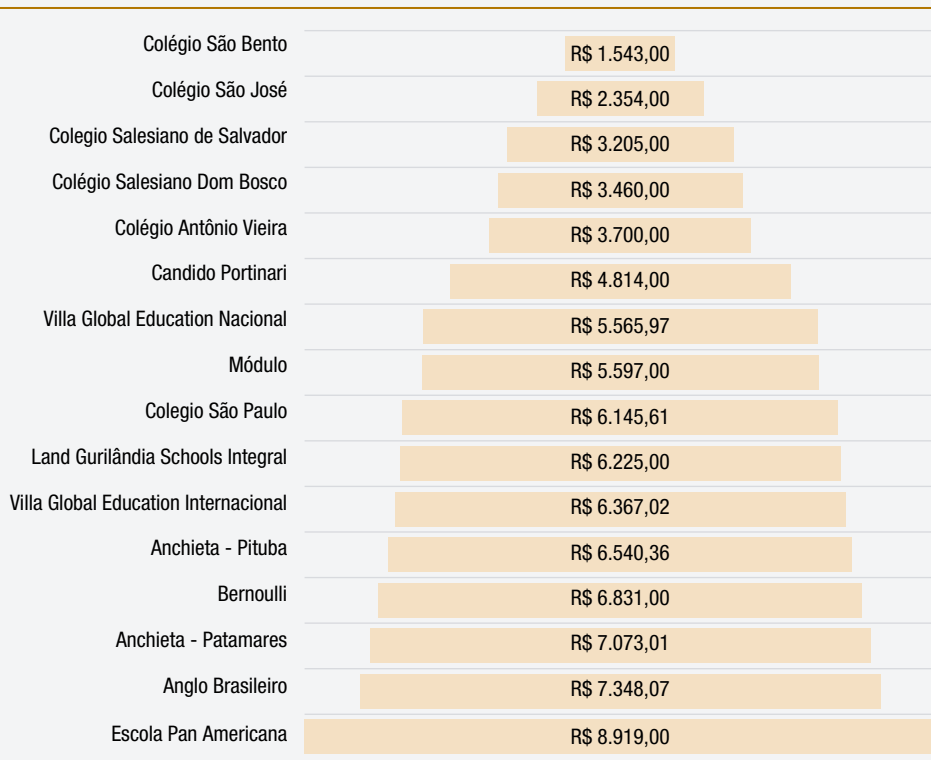 Colégio São Bento R$ 1.543,00
Colégio São José R$ 2.354,00
Colegio Salesiano de Salvador R$ 3.205,00
Colégio Salesiano Dom Bosco R$ 3.460,00
Colégio Antônio Vieira R$ 3.700,00
Candido Portinari R$ 4.814,00
Villa Global Education Nacional R$ 5.565,97
Módulo R$ 5.597,00
Colegio São Paulo R$ 6.145,61
Land Gurilândia Schools Integral R$ 6.225,00
Villa Global Education Internacional R$ 6.367,02
Anchieta - Pituba R$ 6.540,36
Bernoulli R$ 6.831,00
Anchieta - Patamares R$ 7.073,01
Anglo Brasileiro R$ 7.348,07
Escola Pan Americana R$ 8.919,00